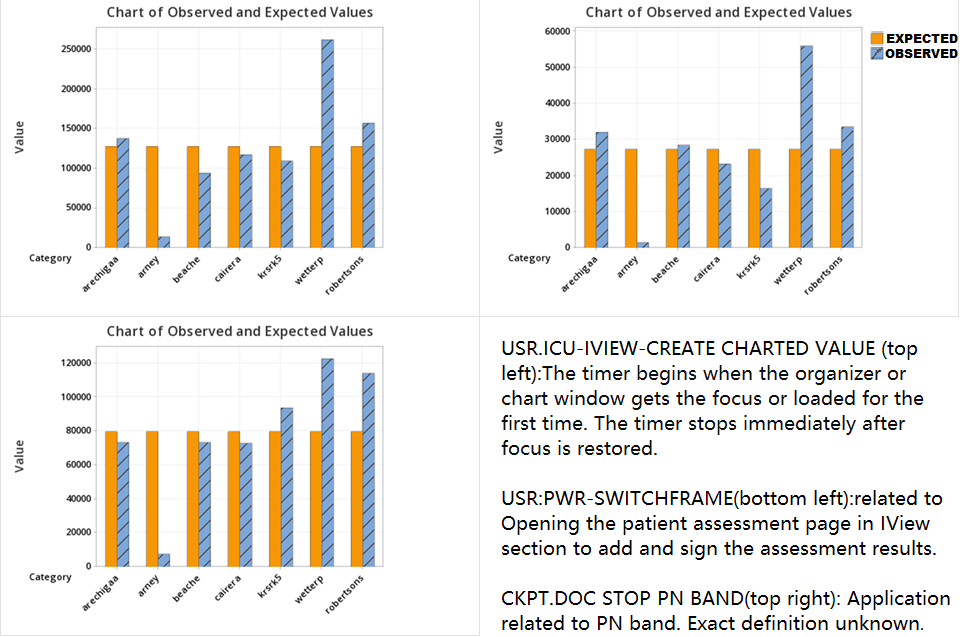 Chart of Observed and Expected Values
Value
250000
200000
150000
100000
50000
0
Category
arechigaa
arney
beache
cairera
krsrk5
wetterp
robertsons
Chart of Observed and Expected Values
Value
60000
50000
40000
30000
20000
10000
0
Category
arechigaa
arney
beache
cairera
krsrk5
wetterp
robertsons
EXPECTED
OBSERVED
Chart of Observed and Expected Values
Value
120000
100000
80000
60000
40000
20000
0
Category
arechigaa
arney
beache
cairera
krsrk5
wetterp
robertsons
USR.ICU-IVIEW-CREATE CHARTED VALUE (top
left):The timer begins when the organizer or
chart window gets the focus or loaded for the
first time. The timer stops immediately after
focus is restored.
USR:PWR-SWITCHFRAME(bottom left):related to
Opening the patient assessment page in IView
section to add and sign the assessment results.
CKPT.DOC STOP PN BAND(top right): Application
related to PN band. Exact definition unknown.